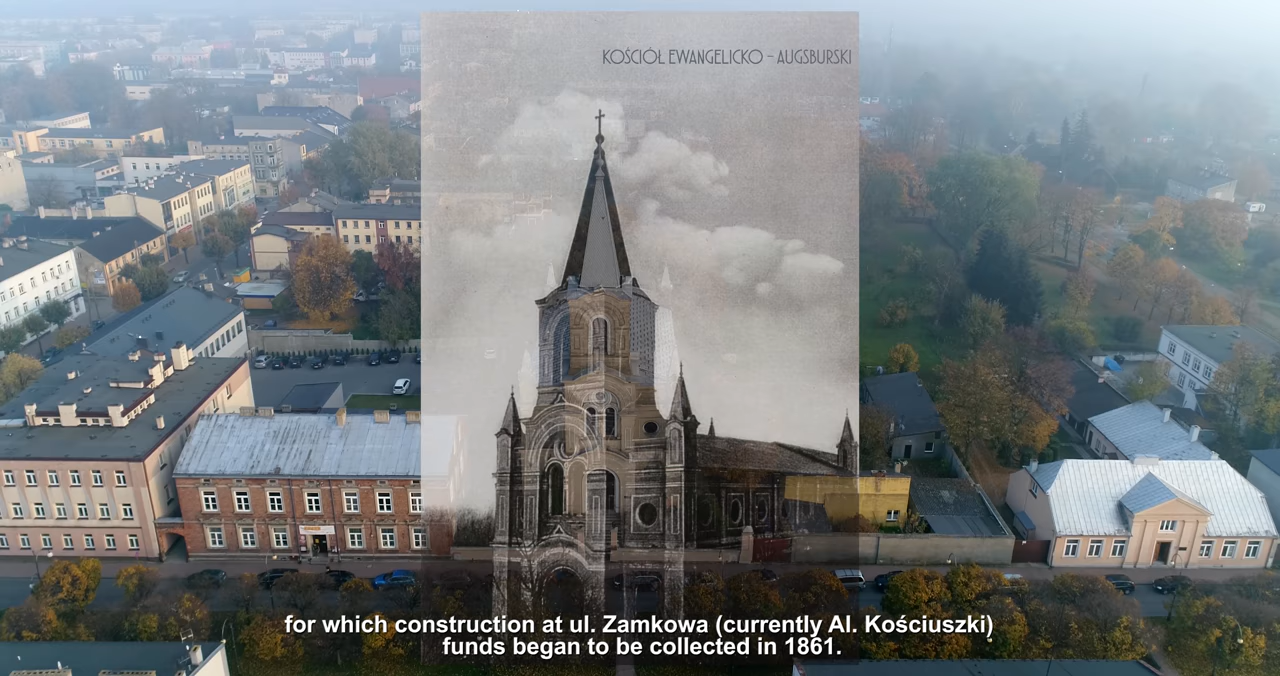 KOŚCIÓŁ EWANGELICKO – AUGSBURSKI
for which construction at ul. Zamkowa (currently Al. Kościuszki)
funds began to be collected in 1861.